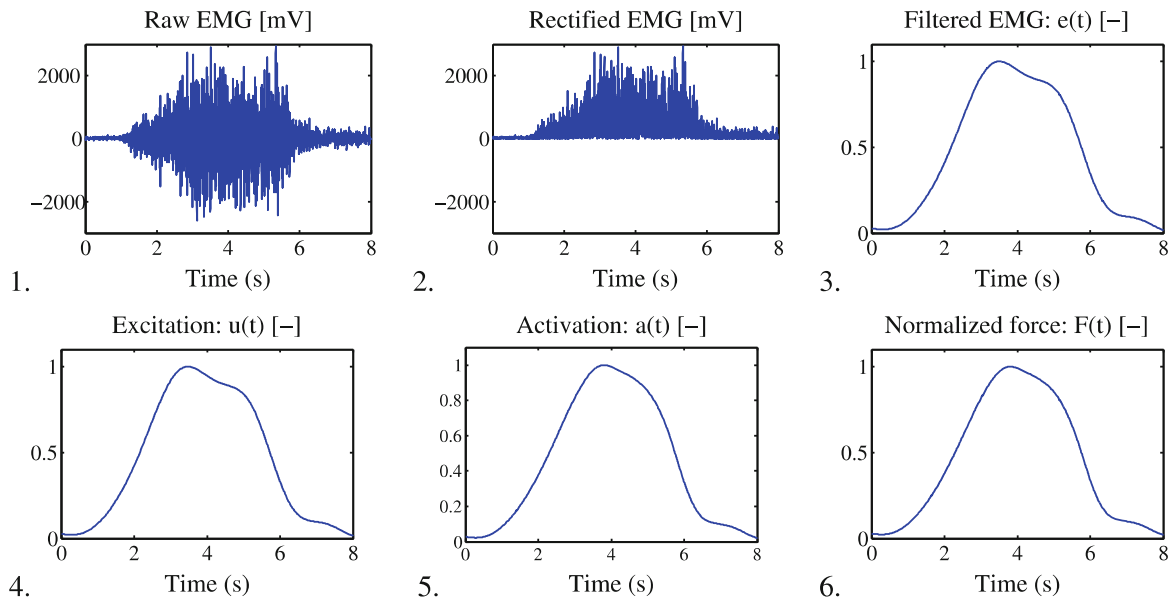 Raw EMG [mV]
2000
0
−2000
0 2 4 6 8
Time (s)
1.
Rectified EMG [mV]
2000
0
−2000
0 2 4 6 8
Time (s)
2.
Filtered EMG: e(t) [−]
1
0.5
0
0 2 4 6 8
Time (s)
3.
Excitation: u(t) [−]
1
0.5
0
0 2 4 6 8
Time (s)
4.
Activation: a(t) [−]
1
0.8
0.6
0.4
0.2
0
0 2 4 6 8
Time (s)
5.
Normalized force: F(t) [−]
1
0.5
0
0 2 4 6 8
Time (s)
6.